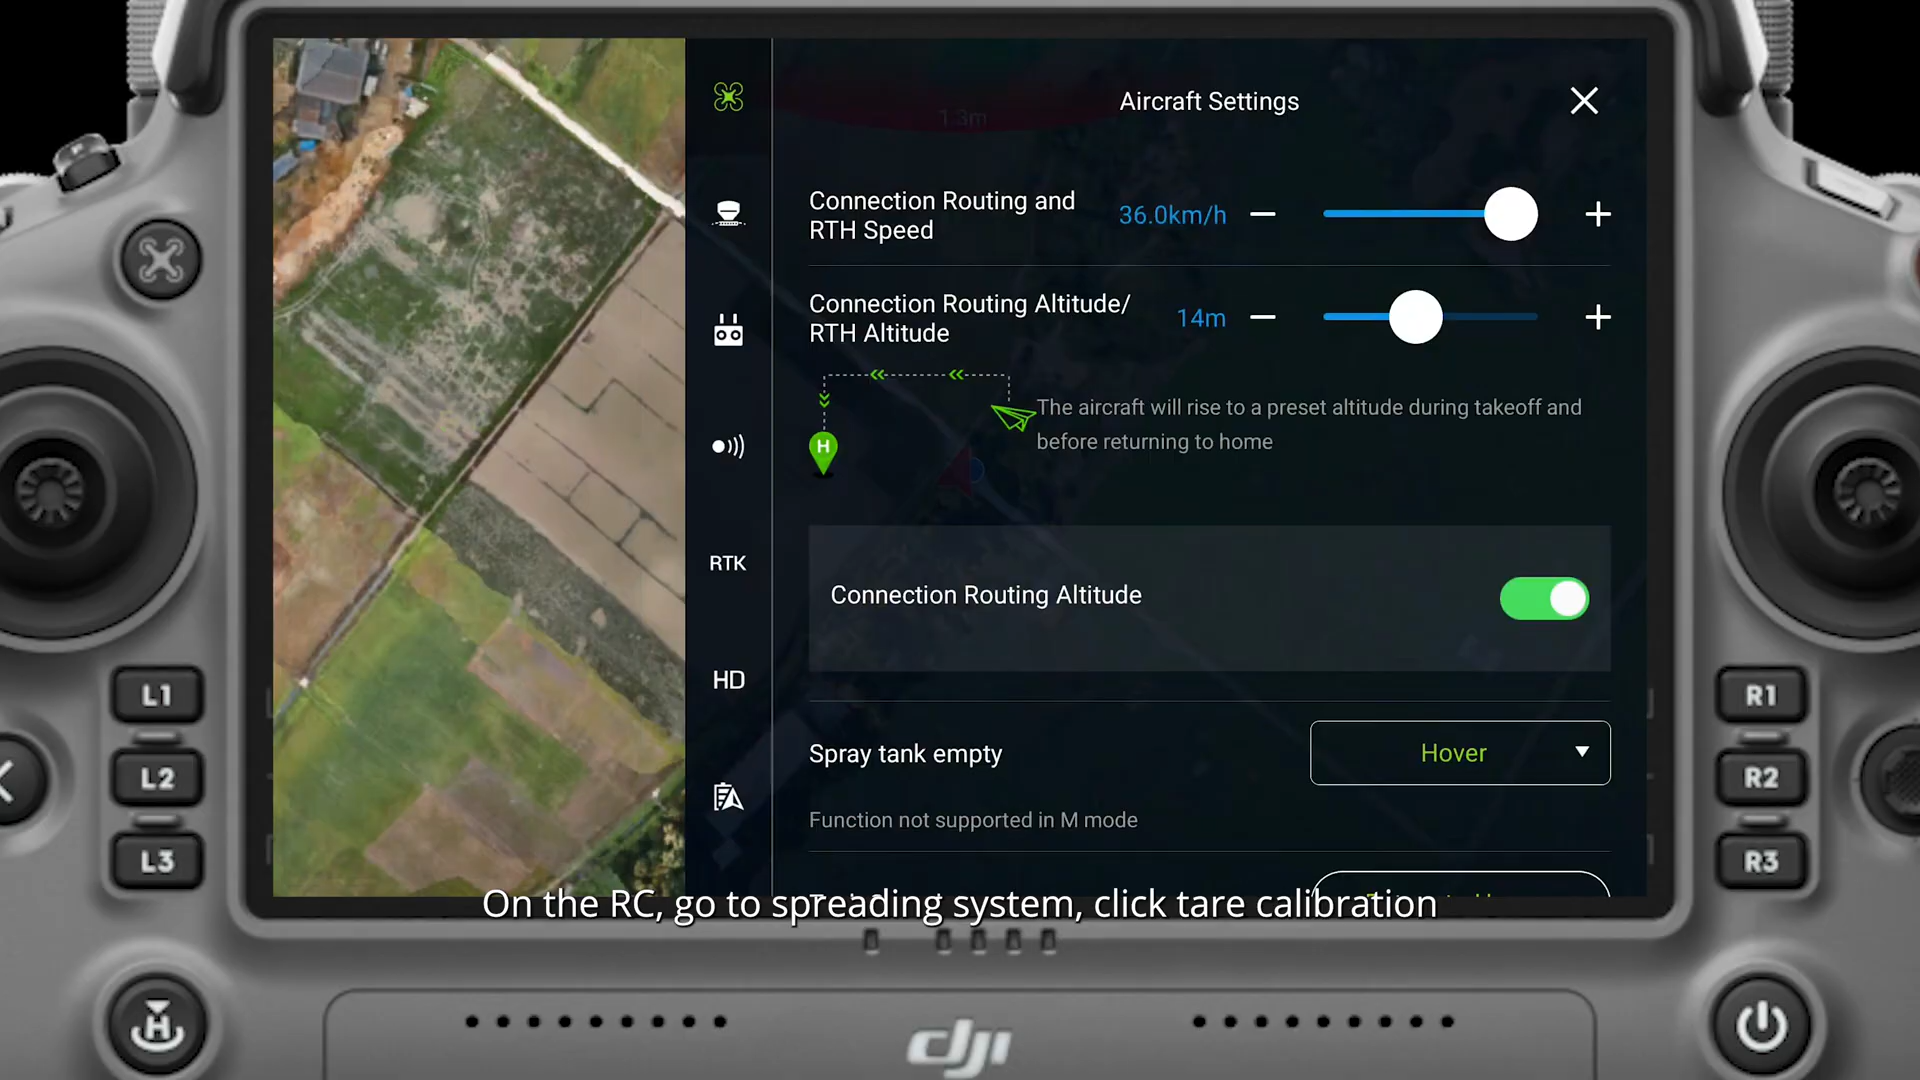 1.3m
Aircraft Settings
Connection Routing and
RTH Speed
36.0km/h
Connection Routing Altitude/
RTH Altitude
14m
H
The aircraft will rise to a preset altitude during takeoff and
before returning to home
RTK
Connection Routing Altitude
HD
Spray tank empty
Hover
Function not supported in M mode
L1
L2
L3
R1
R2
R3
On the RC, go to spreading system, click tare calibration
H
dji